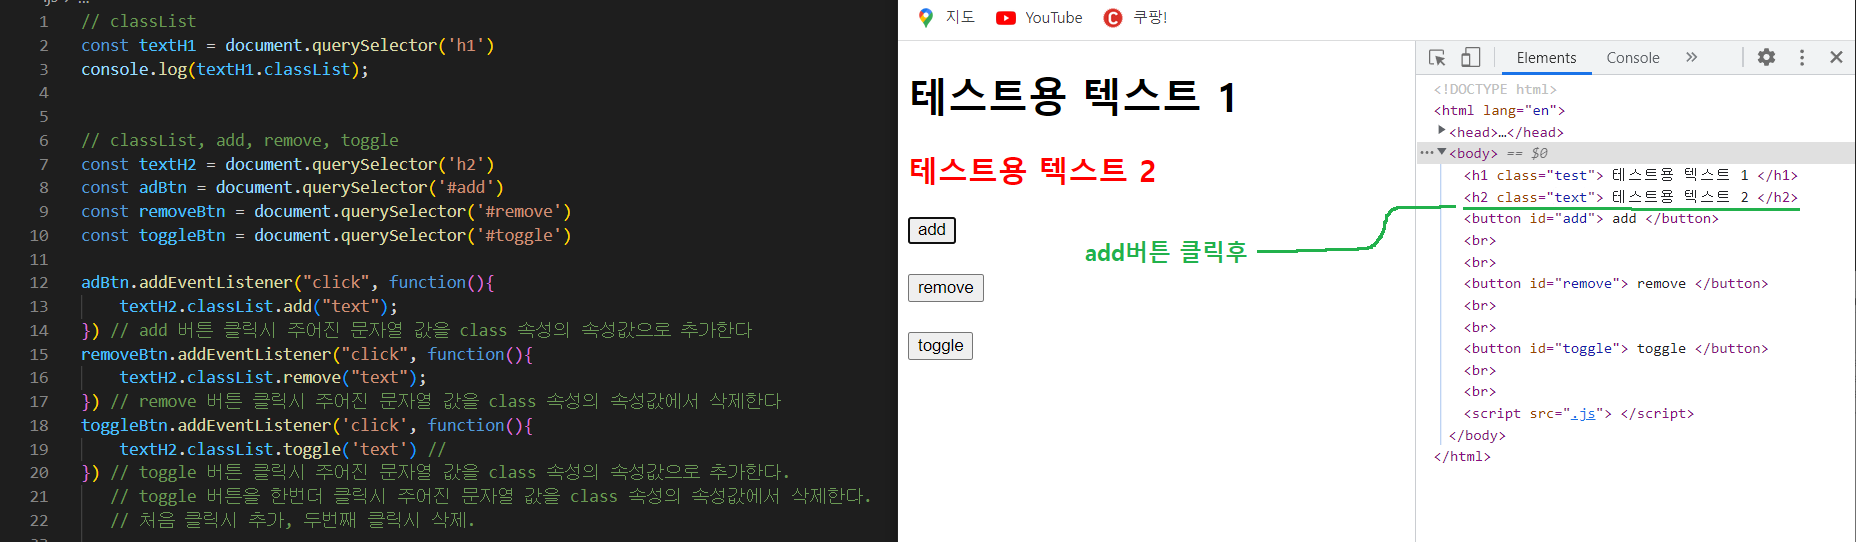 1 // classList
2 const textH1 = document.querySelector('h1')
3 console.log(textH1.classList);
4
5
6 // classList, add, remove, toggle
7 const textH2 = document.querySelector('h2')
8 const adBtn = document.querySelector('#add')
9 const removeBtn = document.querySelector('#remove')
10 const toggleBtn = document.querySelector('#toggle')
11
12 adBtn.addEventListener("click", function(){
13 textH2.classList.add("text");
14 }) // add 버튼 클릭시 주어진 문자열 값을 class 속성의 속성값으로 추가한다
15 removeBtn.addEventListener("click", function(){
16 textH2.classList.remove("text");
17 }) // remove 버튼 클릭시 주어진 문자열 값을 class 속성의 속성값에서 삭제한다
18 toggleBtn.addEventListener('click', function(){
19 textH2.classList.toggle('text') //
20 }) // toggle 버튼 클릭시 주어진 문자열 값을 class 속성의 속성값으로 추가한다.
21 // toggle 버튼을 한번더 클릭시 주어진 문자열 값을 class 속성의 속성값에서 삭제한다.
22 // 처음 클릭시 추가, 두번째 클릭시 삭제.
지도 YouTube C 쿠팡!
테스트용 텍스트 1
테스트용 텍스트 2
add
add버튼 클릭후
remove
toggle
Elements Console »
<!DOCTYPE html>
<html lang="en">
<head>…</head>
<body> == $0
<h1 class="test"> 테스트용 텍스트 1 </h1>
<h2 class="text"> 테스트용 텍스트 2 </h2>
<button id="add"> add </button>
<br>
<br>
<button id="remove"> remove </button>
<br>
<br>
<button id="toggle"> toggle </button>
<br>
<br>
<script src=".js"> </script>
</body>
</html>